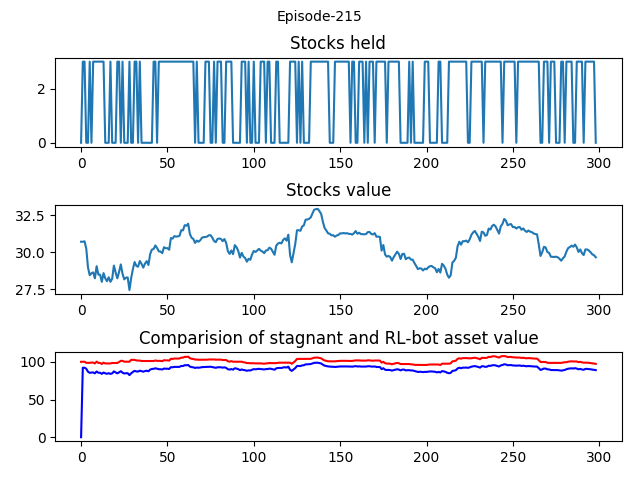 Episode-215
Stocks held
2
0
0 50 100 150 200 250 300
Stocks value
32.5
30.0
27.5
0 50 100 150 200 250 300
Comparision of stagnant and RL-bot asset value
100
50
0
0 50 100 150 200 250 300